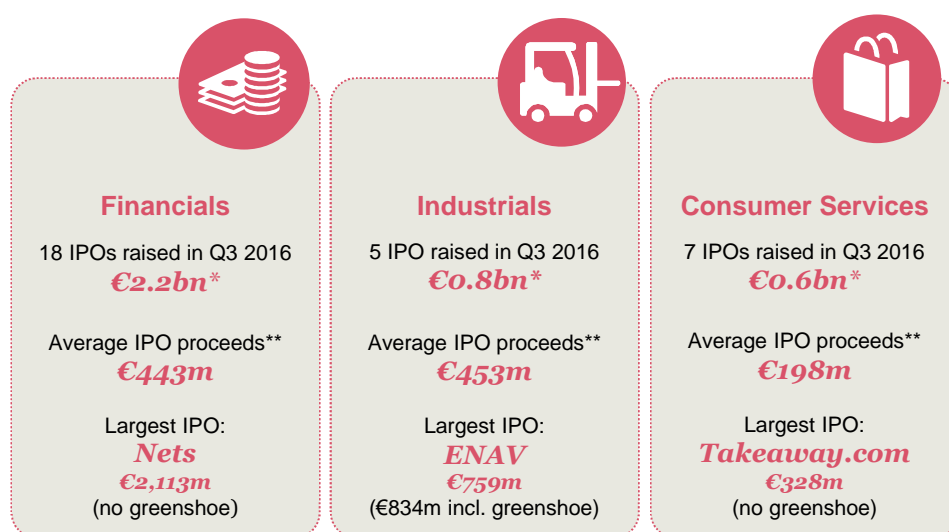 Financials
18 IPOs raised in Q3 2016
€2.2bn*
Average IPO proceeds**
€443m
Largest IPO:
Nets
€2,113m
(no greenshoe)
Industrials
5 IPO raised in Q3 2016
€0.8bn*
Average IPO proceeds**
€453m
Largest IPO:
ENAV
€759m
(€834m incl. greenshoe)
Consumer Services
7 IPOs raised in Q3 2016
€0.6bn*
Average IPO proceeds**
€198m
Largest IPO:
Takeaway.com
€328m
(no greenshoe)